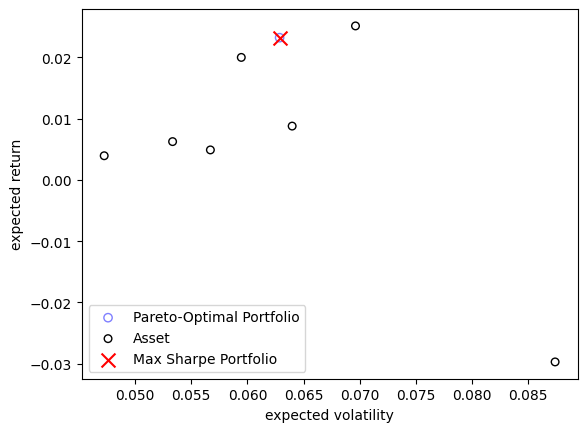 0.02
0.01
0.00
−0.01
−0.02
−0.03
expected return
Pareto-Optimal Portfolio
Asset
Max Sharpe Portfolio
0.050 0.055 0.060 0.065 0.070 0.075 0.080 0.085
expected volatility